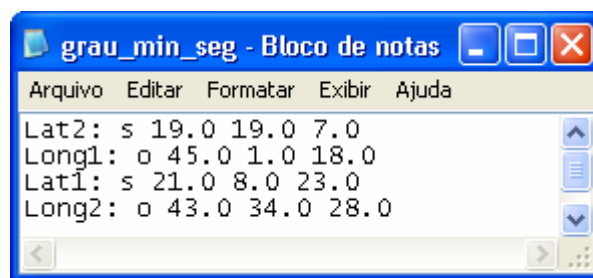 grau_min_seg - Bloco de notas
Arquivo Editar Formatar Exibir Ajuda
Lat2: s 19.0 19.0 7.0
Long1: o 45.0 1.0 18.0
Lat1: s 21.0 8.0 23.0
Long2: o 43.0 34.0 28.0